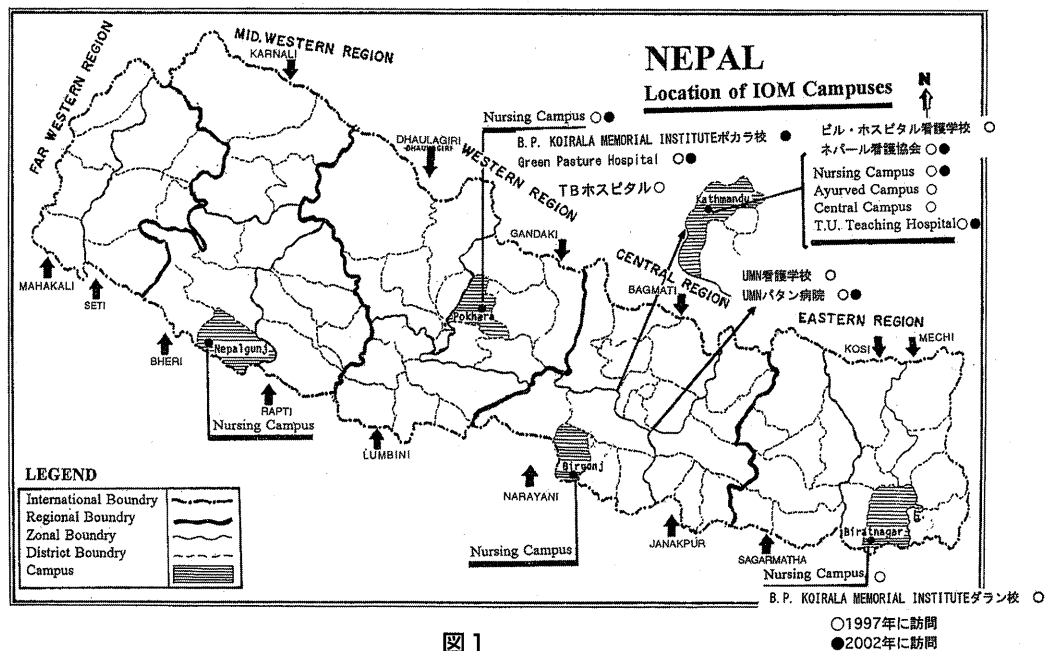 NEPAL
Location of IOM Campuses
N
FAR WESTERN REGION
MID. WESTERN REGION
KARNALI
DHAULAGIRI
WESTERN REGION
GANDAKI
CENTRAL REGION
BAGMATI
EASTERN REGION
KOSI
MECHI
Nursing Campus ○●
B.P. KOIRALA MEMORIAL INSTITUTEポカラ校 ●
Green Pasture Hospital ○●
TBホスピタル○
ビル・ホスピタル看護学校 ○
ネパール看護協会 ○●
Nursing Campus ○●
Ayurved Campus ○
Central Campus ○
T.U. Teaching Hospital○●
Kathmandu
UMN看護学校 ○
UMNパタン病院 ○●
MAHAKALI
SETI
BHERI
Nepalgunj
RAPTI
Nursing Campus
Pokhara
LUMBINI
NARAYANI
Birgonj
Nursing Campus
JANAKPUR
SAGARMATHA
Biratnagar
Nursing Campus ○
B.P. KOIRALA MEMORIAL INSTITUTEダラン校 ○
LEGEND
International Boundry
Regional Boundry
Zonal Boundry
District Boundry
Campus
○1997年に訪問
●2002年に訪問
図1